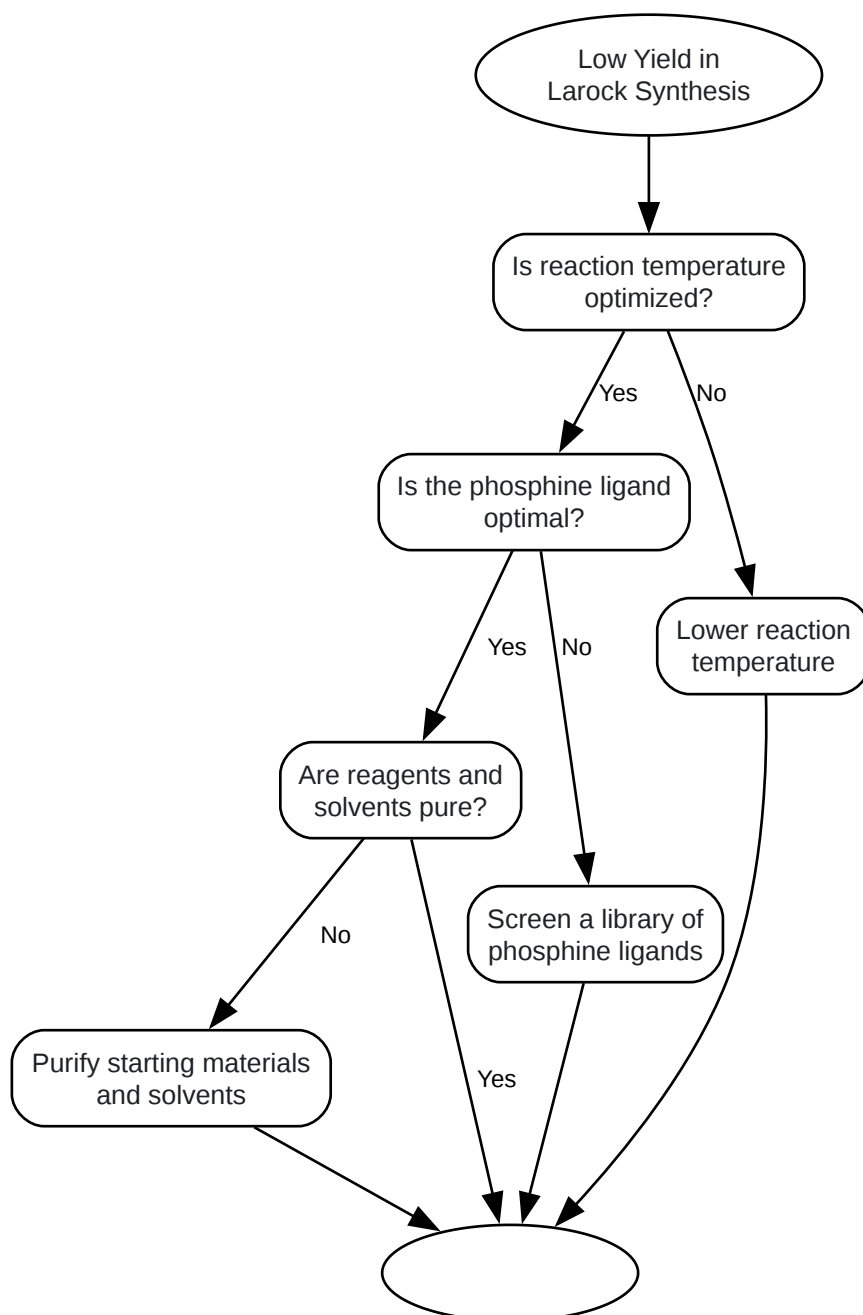 Low Yield in
Larock Synthesis
Is reaction temperature
optimized?
Yes
No
Is the phosphine ligand
optimal?
Lower reaction
temperature
Yes
No
Are reagents and
solvents pure?
Screen a library of
phosphine ligands
No
Purify starting materials
and solvents
Yes